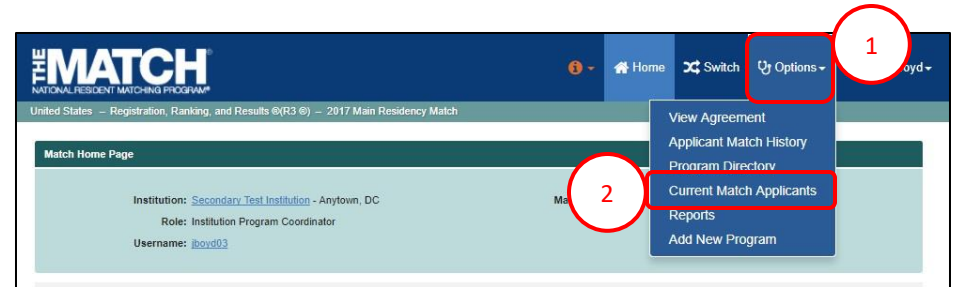 THE MATCH®
NATIONAL RESIDENT MATCHING PROGRAM®
Home Switch Options oyd
1
United States – Registration, Ranking, and Results ®(R3 ®) – 2017 Main Residency Match
View Agreement
Match Home Page
Applicant Match History
Program Directory
Institution: Secondary Test Institution - Anytown, DC
Ma
2
Current Match Applicants
Role: Institution Program Coordinator
Reports
Username: jboyd03
Add New Program